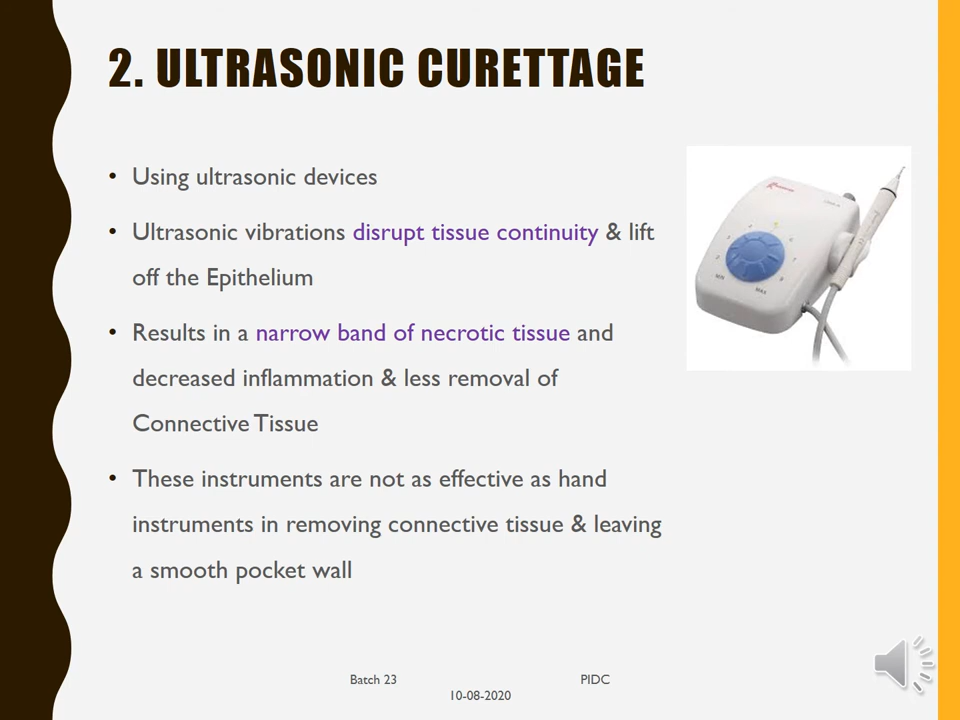 2. ULTRASONIC CURETTAGE
• Using ultrasonic devices
• Ultrasonic vibrations disrupt tissue continuity & lift
off the Epithelium
• Results in a narrow band of necrotic tissue and
decreased inflammation & less removal of
Connective Tissue
• These instruments are not as effective as hand
instruments in removing connective tissue & leaving
a smooth pocket wall
MIN
MAX
Batch 23
PIDC
10-08-2020